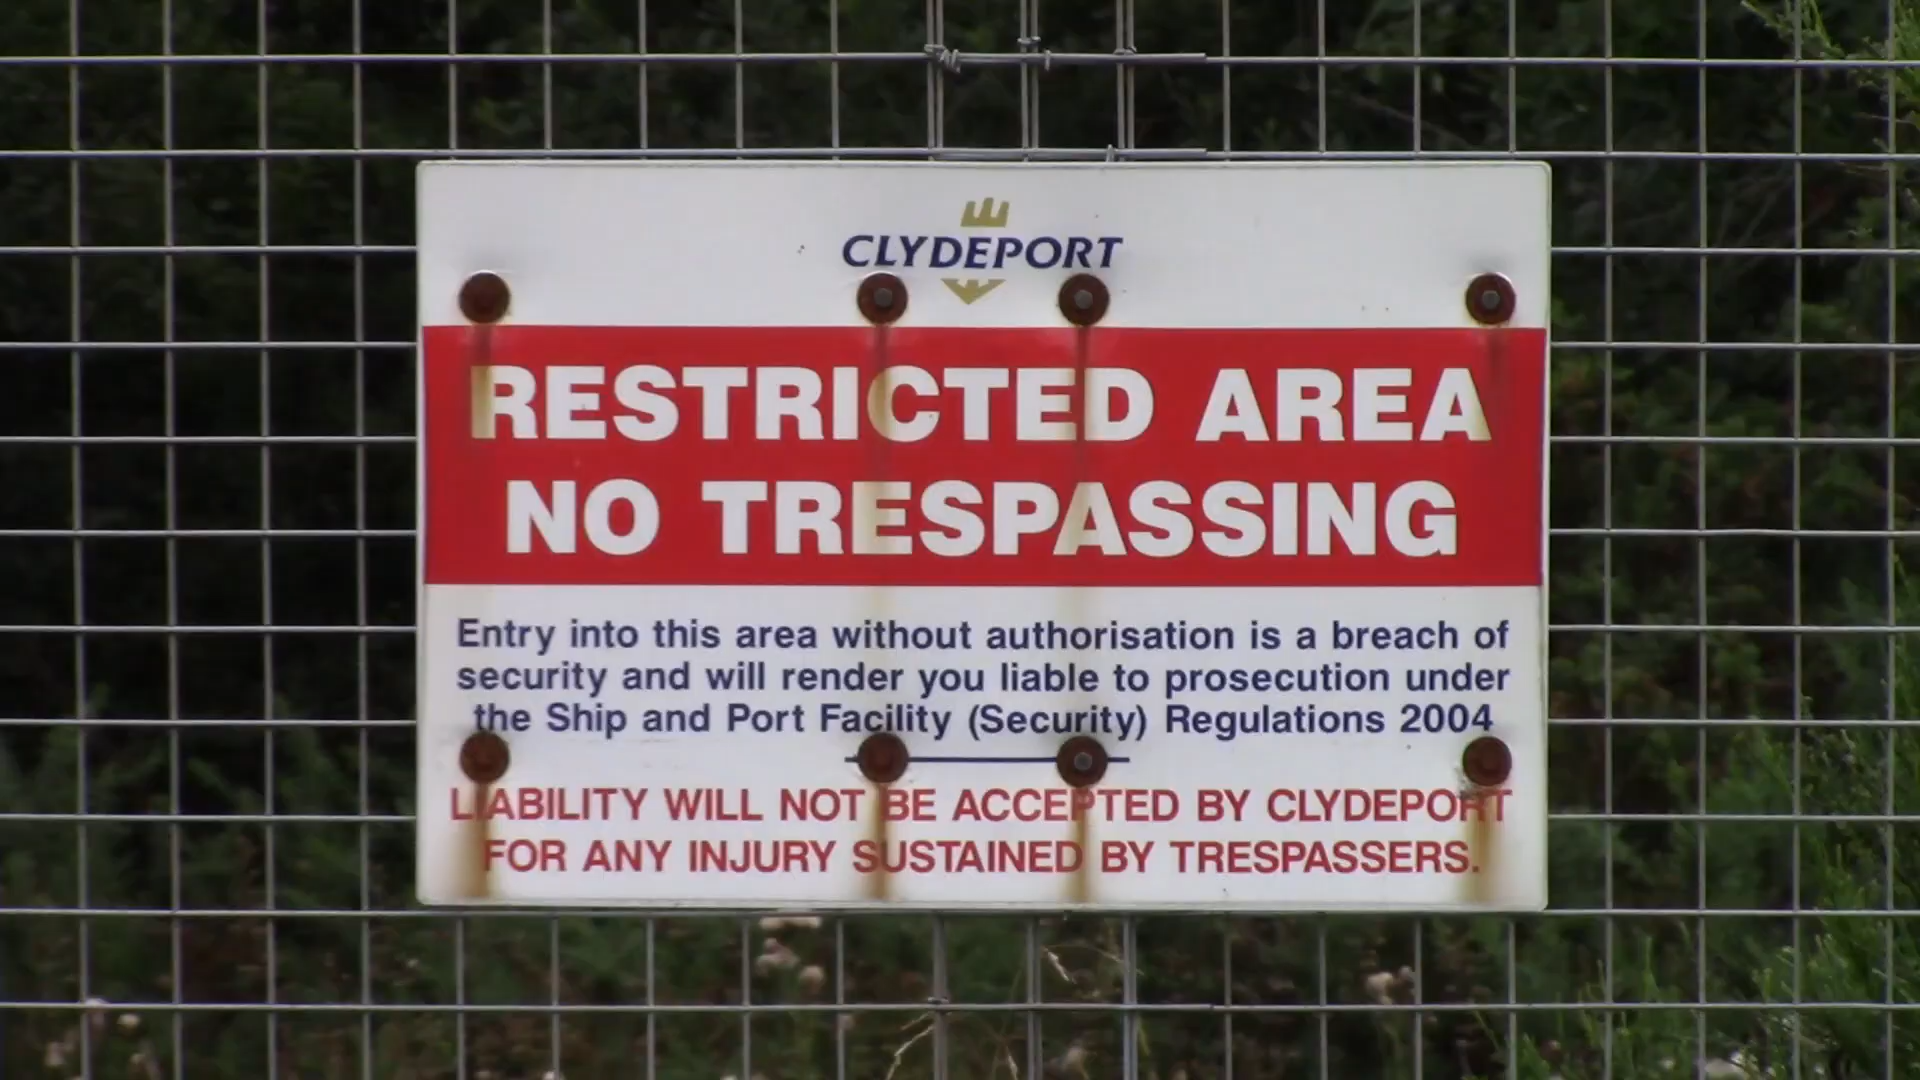 CLYDEPORT
RESTRICTED AREA
NO TRESPASSING
Entry into this area without authorisation is a breach of
security and will render you liable to prosecution under
the Ship and Port Facility (Security) Regulations 2004
LIABILITY WILL NOT BE ACCEPTED BY CLYDEPORT
FOR ANY INJURY SUSTAINED BY TRESPASSERS.